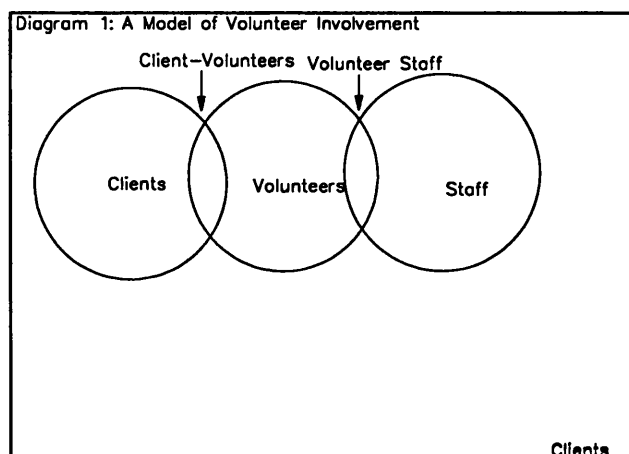 Diagram 1: A Model of Volunteer Involvement
Client-Volunteers Volunteer Staff
Clients Volunteers Staff
Clients